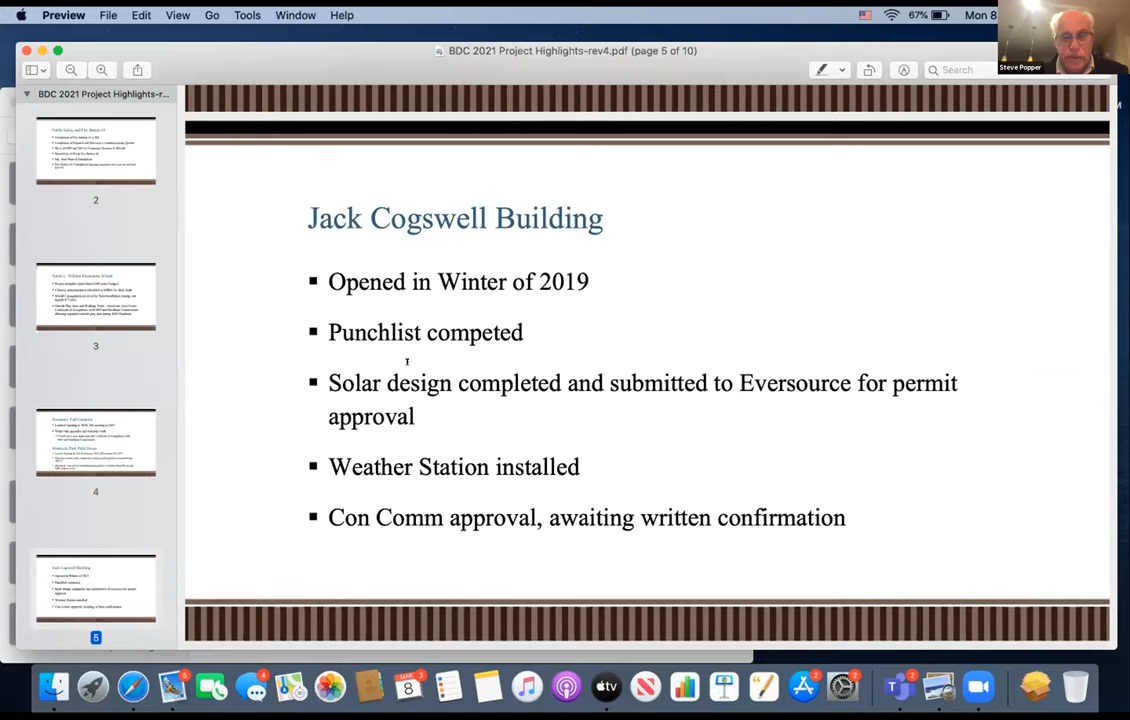 Preview File Edit View Go Tools Window Help 67% Mon 8
BDC 2021 Project Highlights-rev4.pdf (page 5 of 10)
Steve Popper
Search
BDC 2021 Project Highlights-r...
2
3
4
5
Jack Cogswell Building
▪ Opened in Winter of 2019
▪ Punchlist competed
▪ Solar design completed and submitted to Eversource for permit
approval
▪ Weather Station installed
▪ Con Comm approval, awaiting written confirmation